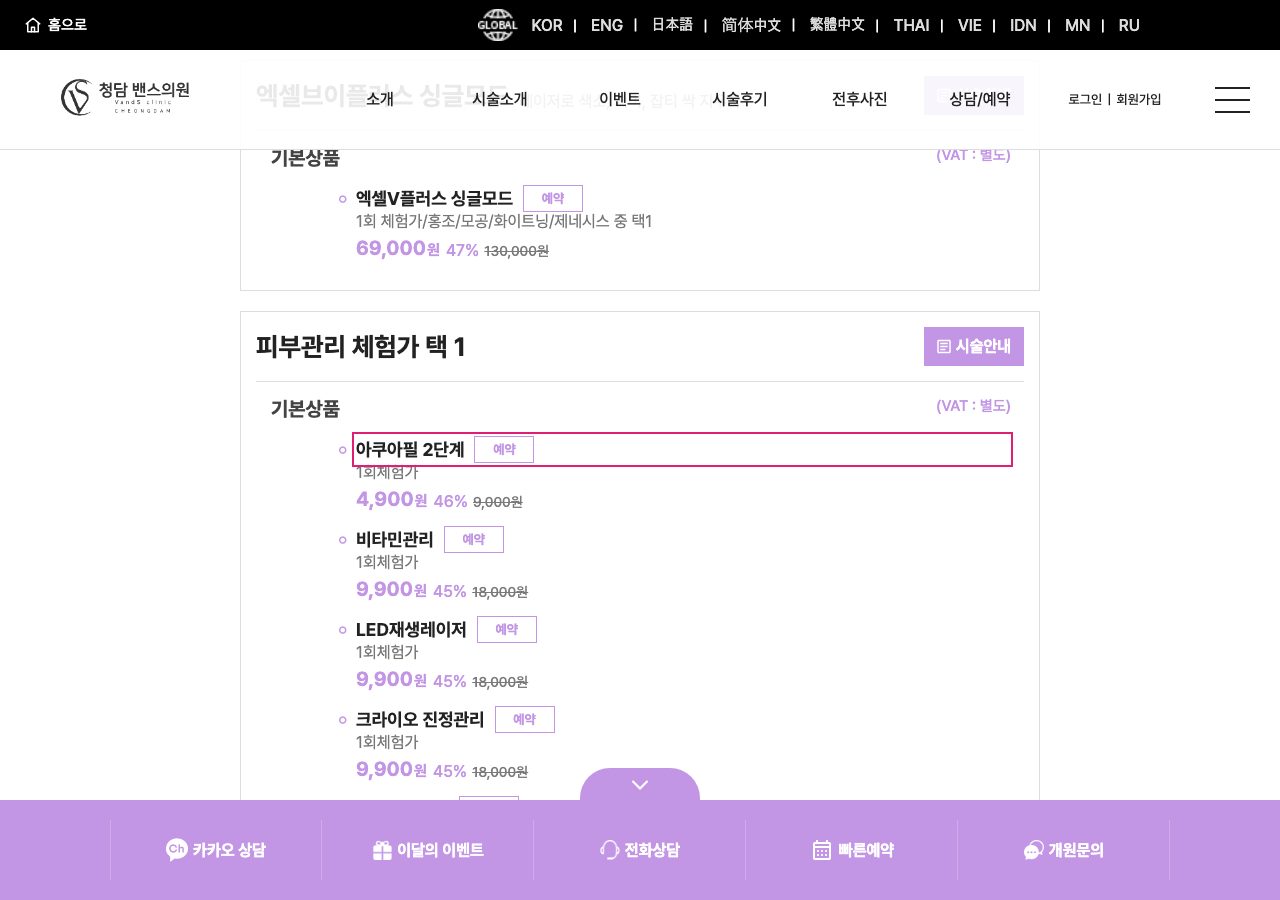 홈으로
GLOBAL KOR | ENG | 日本語 | 简体中文 | 繁體中文 | THAI | VIE | IDN | MN | RU
청담 밴스의원
VandS clinic
CHEONGDAM
소개 시술소개 이벤트 시술후기 전후사진 상담/예약
로그인 | 회원가입
엑셀브이플러스 싱글모드
기본상품 (VAT : 별도)
엑셀V플러스 싱글모드 예약
1회 체험가/홍조/모공/화이트닝/제네시스 중 택1
69,000원 47% 130,000원
피부관리 체험가 택 1 시술안내
기본상품 (VAT : 별도)
아쿠아필 2단계 예약
1회체험가
4,900원 46% 9,000원
비타민관리 예약
1회체험가
9,900원 45% 18,000원
LED재생레이저 예약
1회체험가
9,900원 45% 18,000원
크라이오 진정관리 예약
1회체험가
9,900원 45% 18,000원
Ch 카카오 상담
이달의 이벤트
전화상담
빠른예약
개원문의